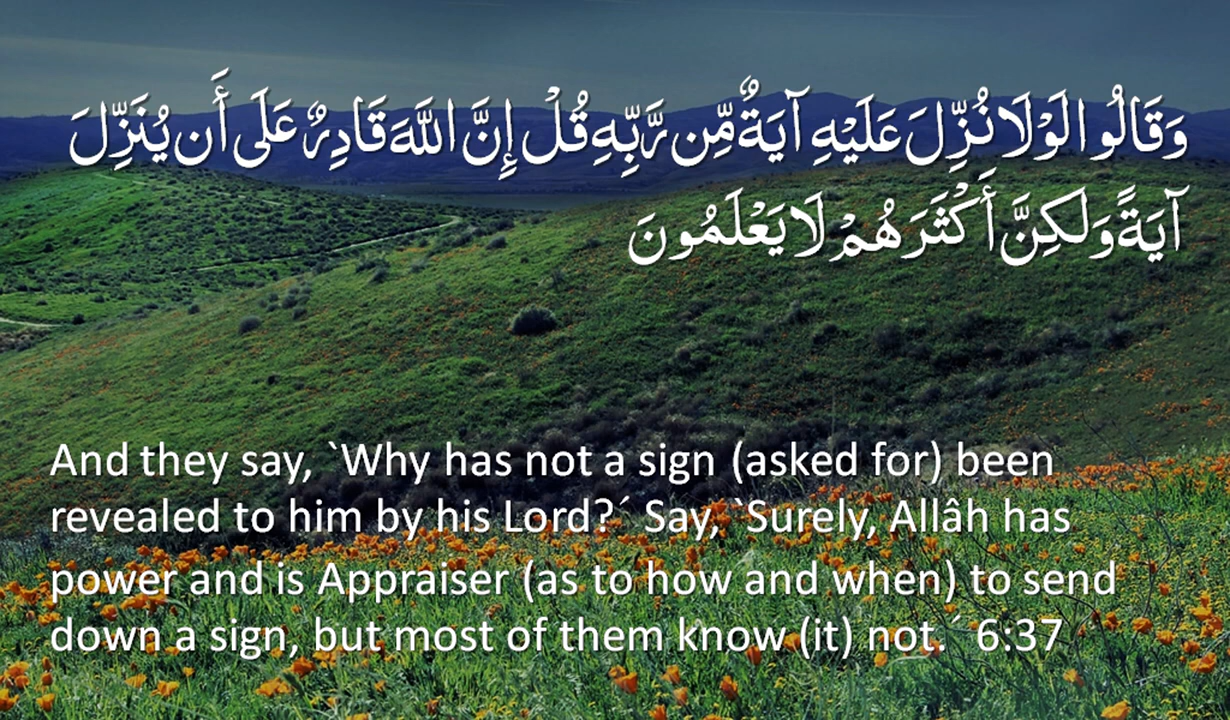 وَقَالُوا لَوْلَا نُزِّلَ عَلَيْهِ آيَةٌ مِّن رَّبِّهِ قُلْ إِنَّ اللَّهَ قَادِرٌ عَلَى أَن يُنَزِّلَ
آيَةً وَلَكِنَّ أَكْثَرَهُمْ لَا يَعْلَمُونَ
And they say, `Why has not a sign (asked for) been
revealed to him by his Lord?´ Say, `Surely, Allâh has
power and is Appraiser (as to how and when) to send
down a sign, but most of them know (it) not.´ 6:37